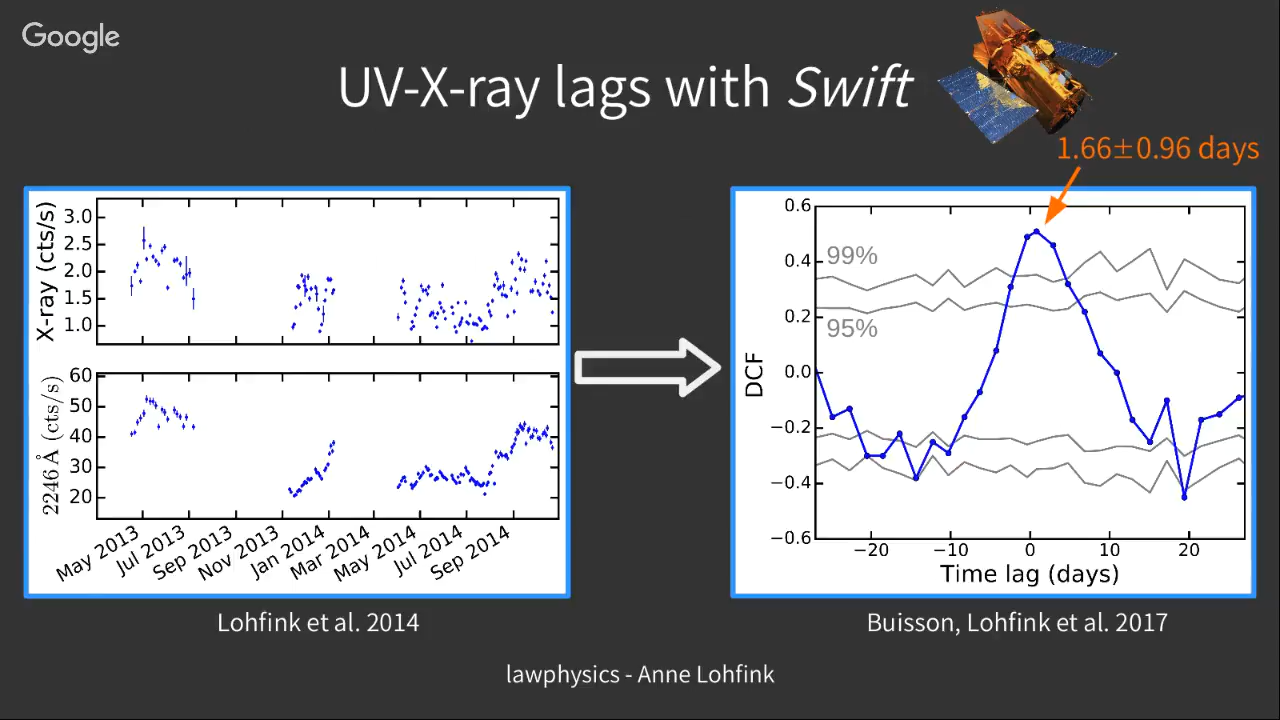 Google
UV-X-ray lags with Swift
1.66±0.96 days
X-ray (cts/s)
3.0
2.5
2.0
1.5
1.0
2246 Å (cts/s)
60
50
40
30
20
May 2013
Jul 2013
Sep 2013
Nov 2013
Jan 2014
Mar 2014
May 2014
Jul 2014
Sep 2014
DCF
0.6
0.4
0.2
0.0
−0.2
−0.4
−0.6
99%
95%
−20 −10 0 10 20
Time lag (days)
Lohfink et al. 2014
Buisson, Lohfink et al. 2017
lawphysics - Anne Lohfink